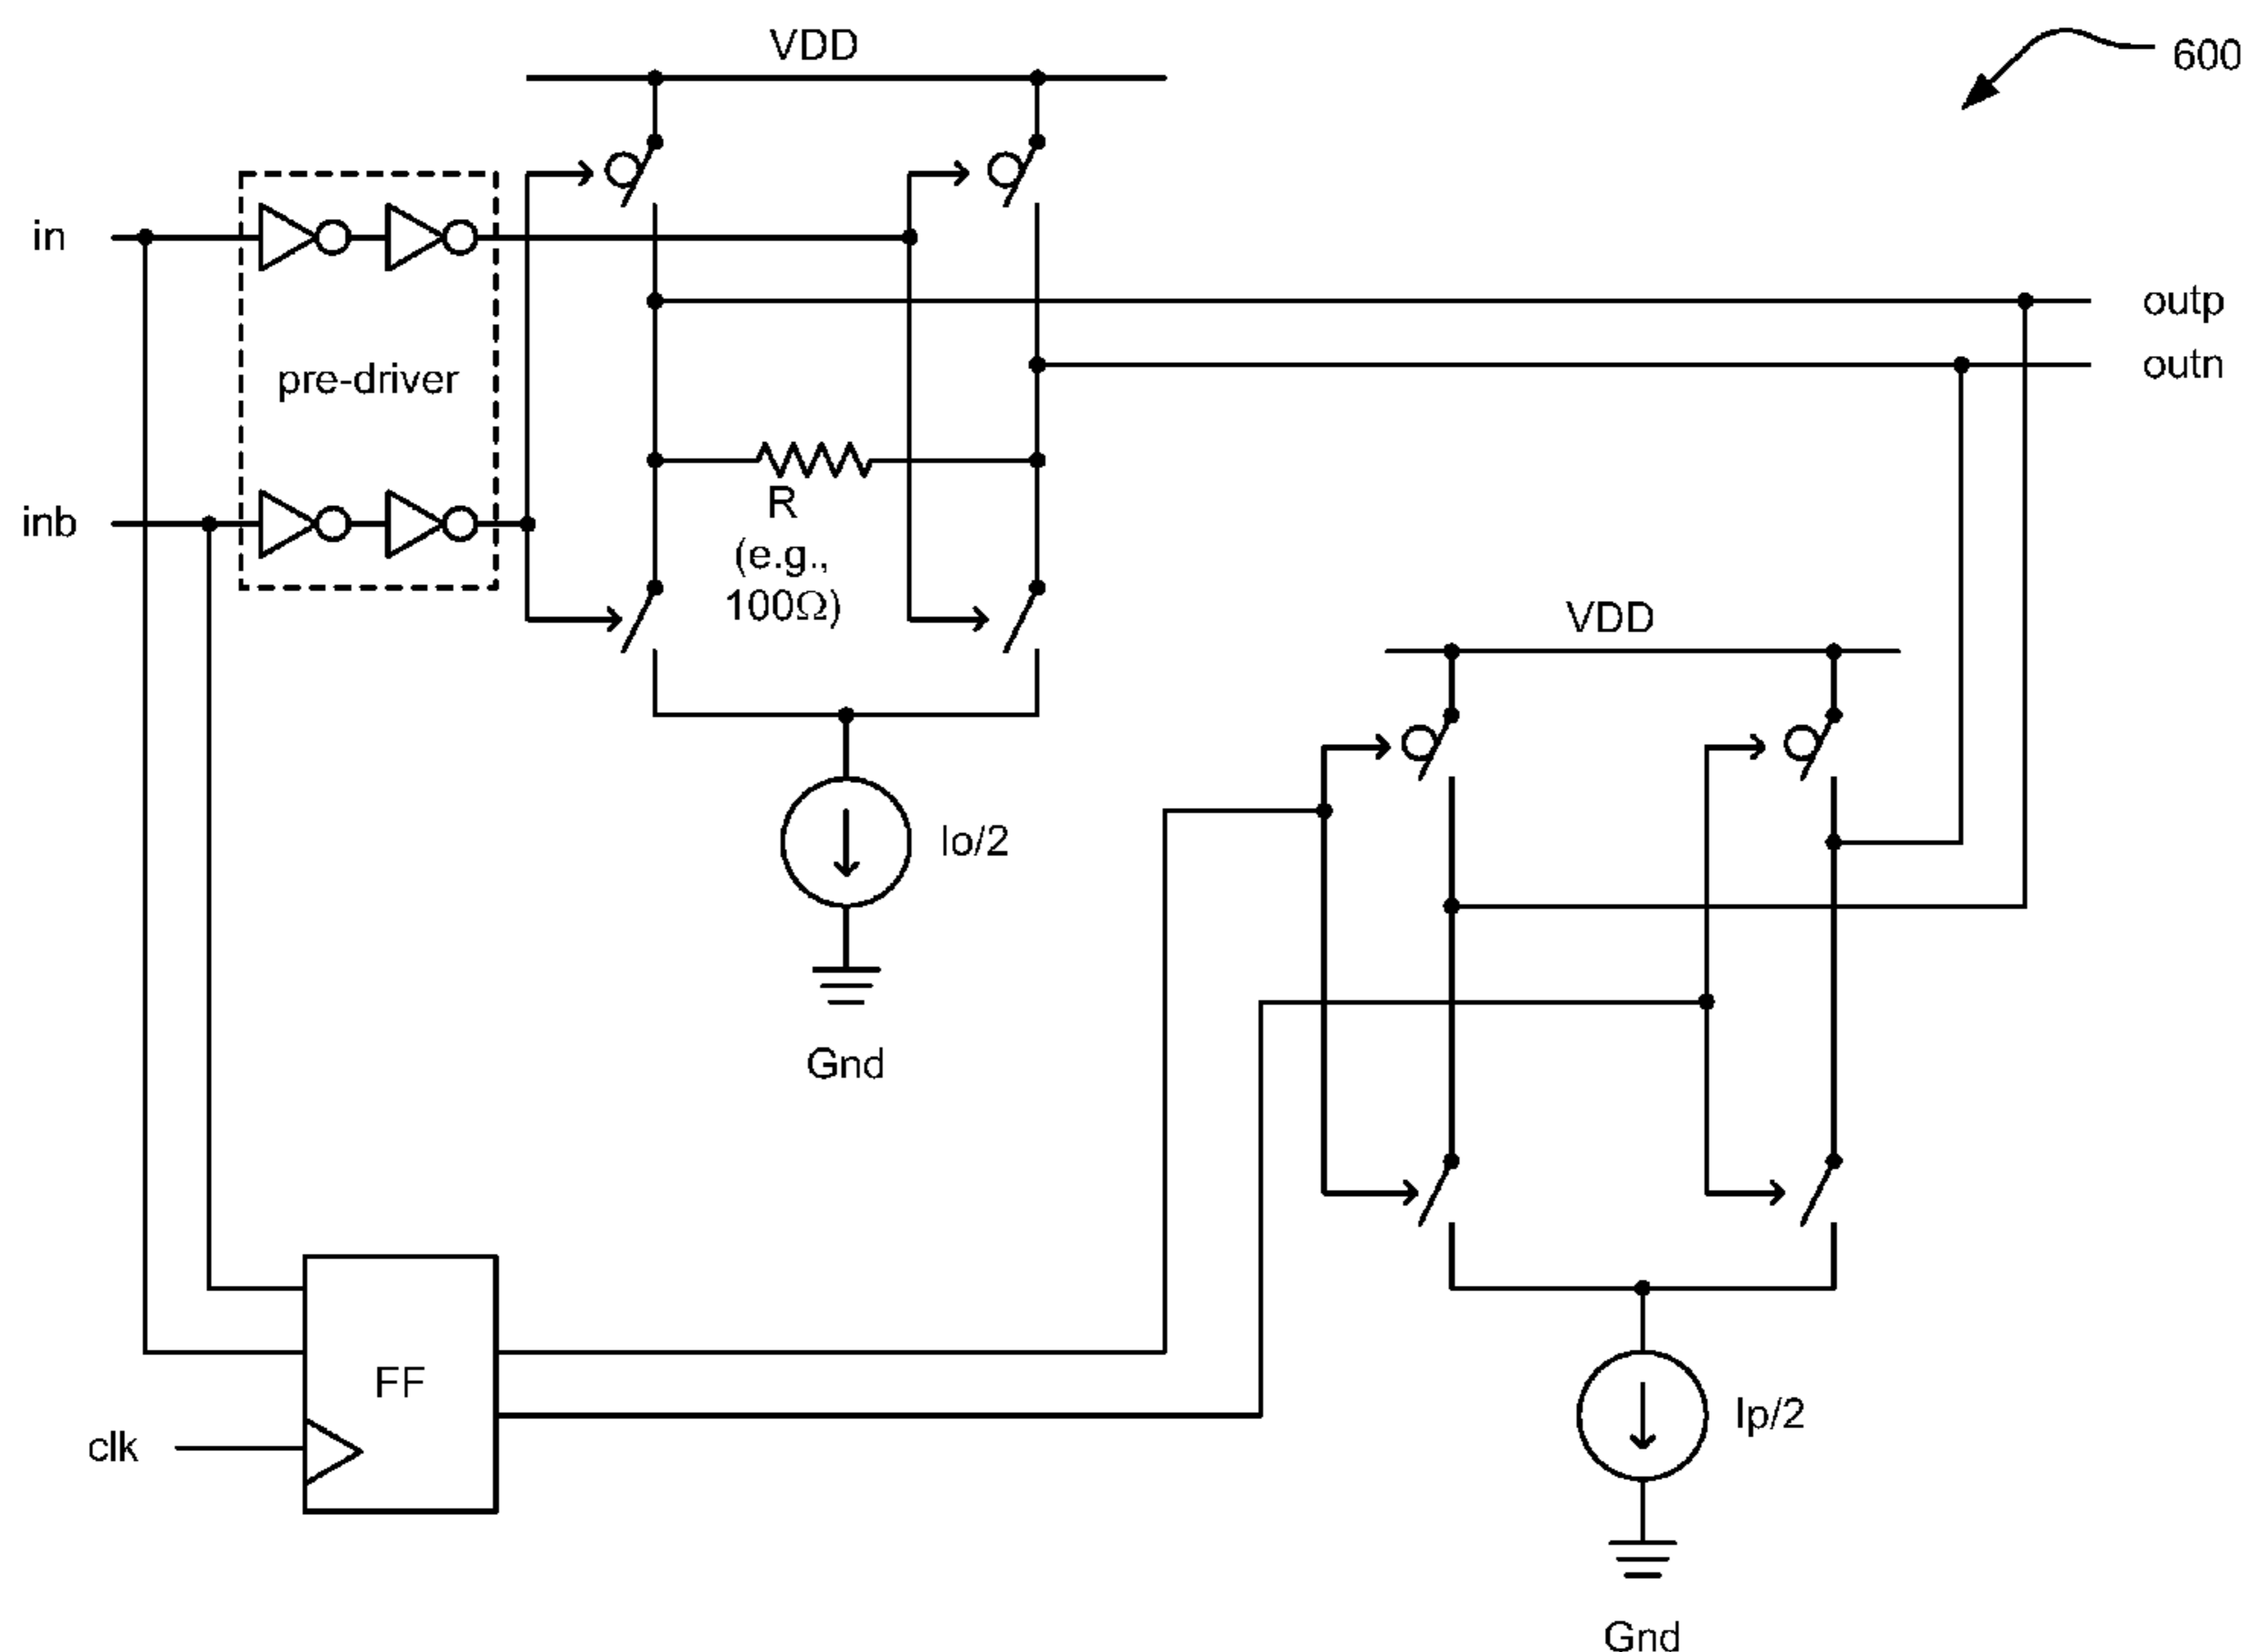 VDD
600
in
outp
outn
pre-driver
inb
R
(e.g.,
100Ω)
VDD
Io/2
Gnd
FF
clk
Ip/2
Gnd